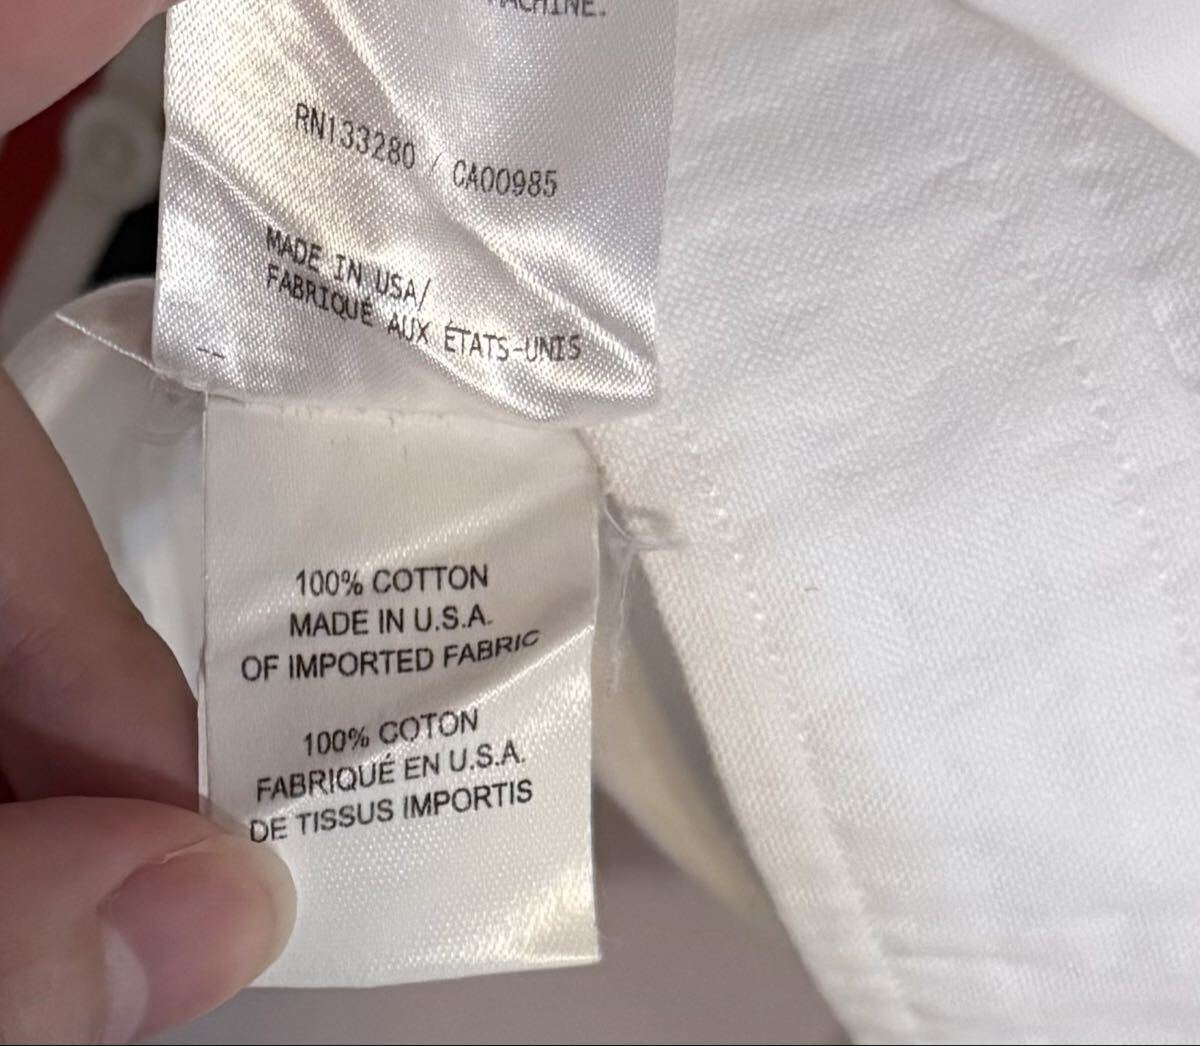 MACHINE.
RN133280 / CA00985
MADE IN USA/
FABRIQUÉ AUX ÉTATS-UNIS
--
100% COTTON
MADE IN U.S.A.
OF IMPORTED FABRIC
100% COTON
FABRIQUÉ EN U.S.A.
DE TISSUS IMPORTIS